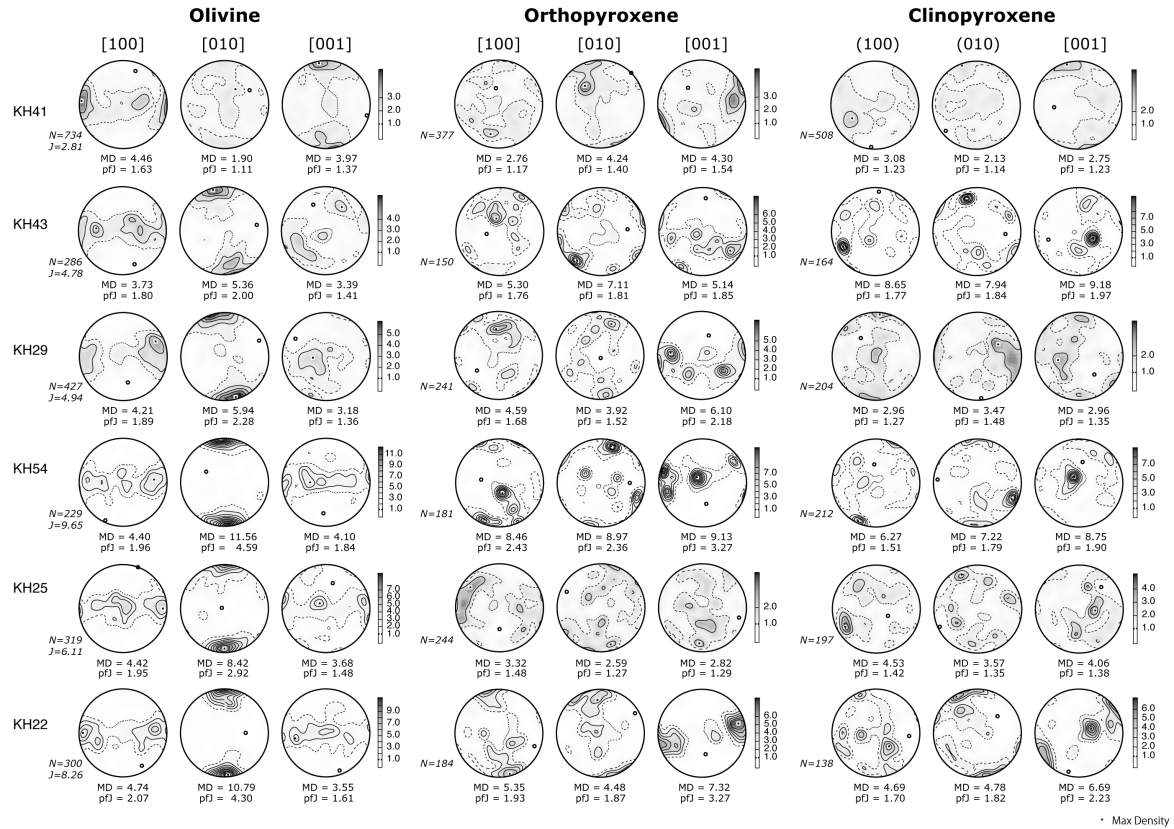 Olivine Orthopyroxene Clinopyroxene
[100] [010] [001] [100] [010] [001] (100) (010) [001]
KH41
3.0
2.0
1.0
5.0
4.0
3.0
2.0
1.0
2.0
1.0
N=734
J=2.81
N=377
N=508
MD = 4.46 MD = 1.90 MD = 3.97 MD = 2.76 MD = 4.24 MD = 4.30 MD = 3.08 MD = 2.13 MD = 2.75
pfJ = 1.63 pfJ = 1.11 pfJ = 1.37 pfJ = 1.17 pfJ = 1.40 pfJ = 1.54 pfJ = 1.23 pfJ = 1.14 pfJ = 1.23
KH43
4.0
3.0
2.0
1.0
6.0
5.0
4.0
3.0
2.0
1.0
7.0
5.0
4.0
3.0
2.0
1.0
N=286
J=4.78
N=150
N=164
MD = 3.73 MD = 5.36 MD = 3.39 MD = 5.30 MD = 7.11 MD = 5.14 MD = 8.65 MD = 7.94 MD = 9.18
pfJ = 1.80 pfJ = 2.00 pfJ = 1.41 pfJ = 1.76 pfJ = 1.81 pfJ = 1.85 pfJ = 1.77 pfJ = 1.84 pfJ = 1.97
KH29
5.0
4.0
3.0
2.0
1.0
5.0
4.0
3.0
2.0
1.0
2.0
1.0
N=427
J=4.94
N=241
N=204
MD = 4.21 MD = 5.94 MD = 3.18 MD = 4.59 MD = 3.92 MD = 6.10 MD = 2.96 MD = 3.47 MD = 2.96
pfJ = 1.89 pfJ = 2.28 pfJ = 1.36 pfJ = 1.68 pfJ = 1.52 pfJ = 2.18 pfJ = 1.27 pfJ = 1.48 pfJ = 1.35
KH54
11.0
9.0
7.0
5.0
3.0
1.0
7.0
5.0
4.0
3.0
2.0
1.0
7.0
5.0
4.0
3.0
2.0
1.0
N=229
J=9.65
N=181
N=212
MD = 4.40 MD = 11.56 MD = 4.10 MD = 8.46 MD = 8.97 MD = 9.13 MD = 6.27 MD = 7.22 MD = 8.75
pfJ = 1.96 pfJ = 4.59 pfJ = 1.84 pfJ = 2.43 pfJ = 2.36 pfJ = 3.27 pfJ = 1.51 pfJ = 1.79 pfJ = 1.90
KH25
7.0
6.0
5.0
4.0
3.0
2.0
1.0
2.0
1.0
4.0
3.0
2.0
1.0
N=319
J=6.11
N=244
N=197
MD = 4.42 MD = 8.42 MD = 3.68 MD = 3.32 MD = 2.59 MD = 2.82 MD = 4.53 MD = 3.57 MD = 4.06
pfJ = 1.95 pfJ = 2.92 pfJ = 1.48 pfJ = 1.48 pfJ = 1.27 pfJ = 1.29 pfJ = 1.42 pfJ = 1.35 pfJ = 1.38
KH22
9.0
7.0
5.0
3.0
1.0
6.0
5.0
4.0
3.0
2.0
1.0
6.0
5.0
4.0
3.0
2.0
1.0
N=300
J=8.26
N=184
N=138
MD = 4.74 MD = 10.79 MD = 3.55 MD = 5.35 MD = 4.48 MD = 7.32 MD = 4.69 MD = 4.78 MD = 6.69
pfJ = 2.07 pfJ = 4.30 pfJ = 1.61 pfJ = 1.93 pfJ = 1.87 pfJ = 3.27 pfJ = 1.70 pfJ = 1.82 pfJ = 2.23
Max Density